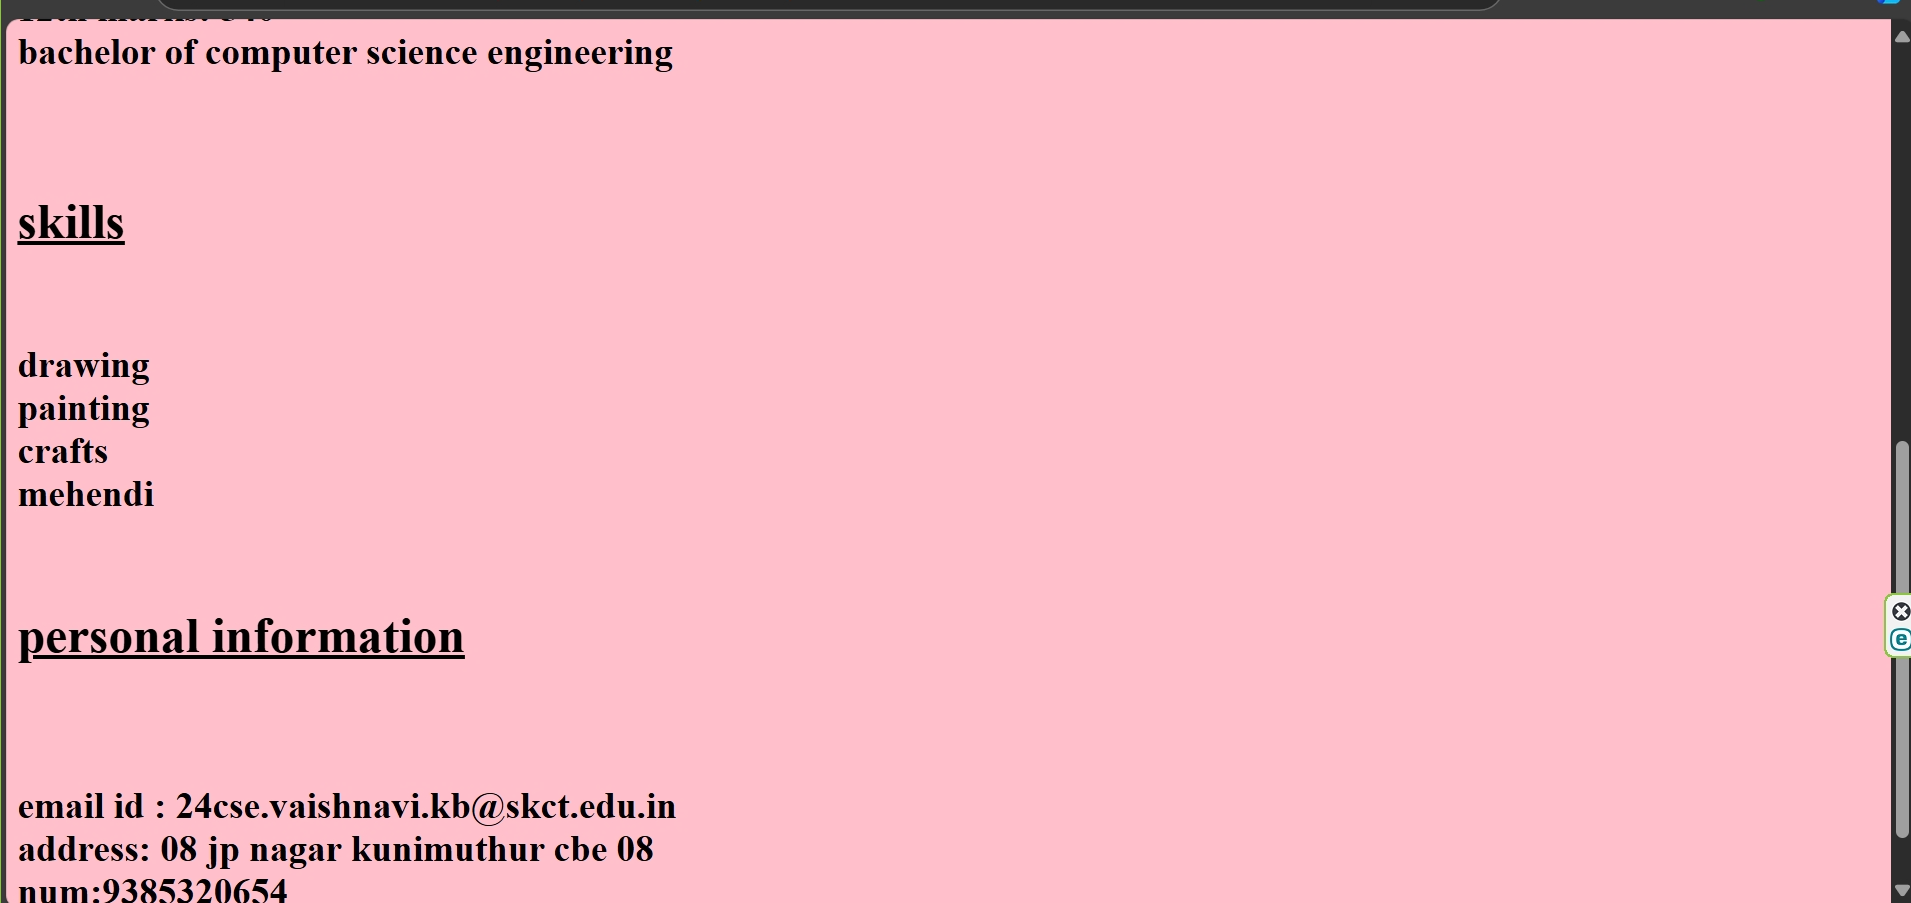 bachelor of computer science engineering
skills
drawing
painting
crafts
mehendi
personal information
email id : 24cse.vaishnavi.kb@skct.edu.in
address: 08 jp nagar kunimuthur cbe 08
num:9385320654